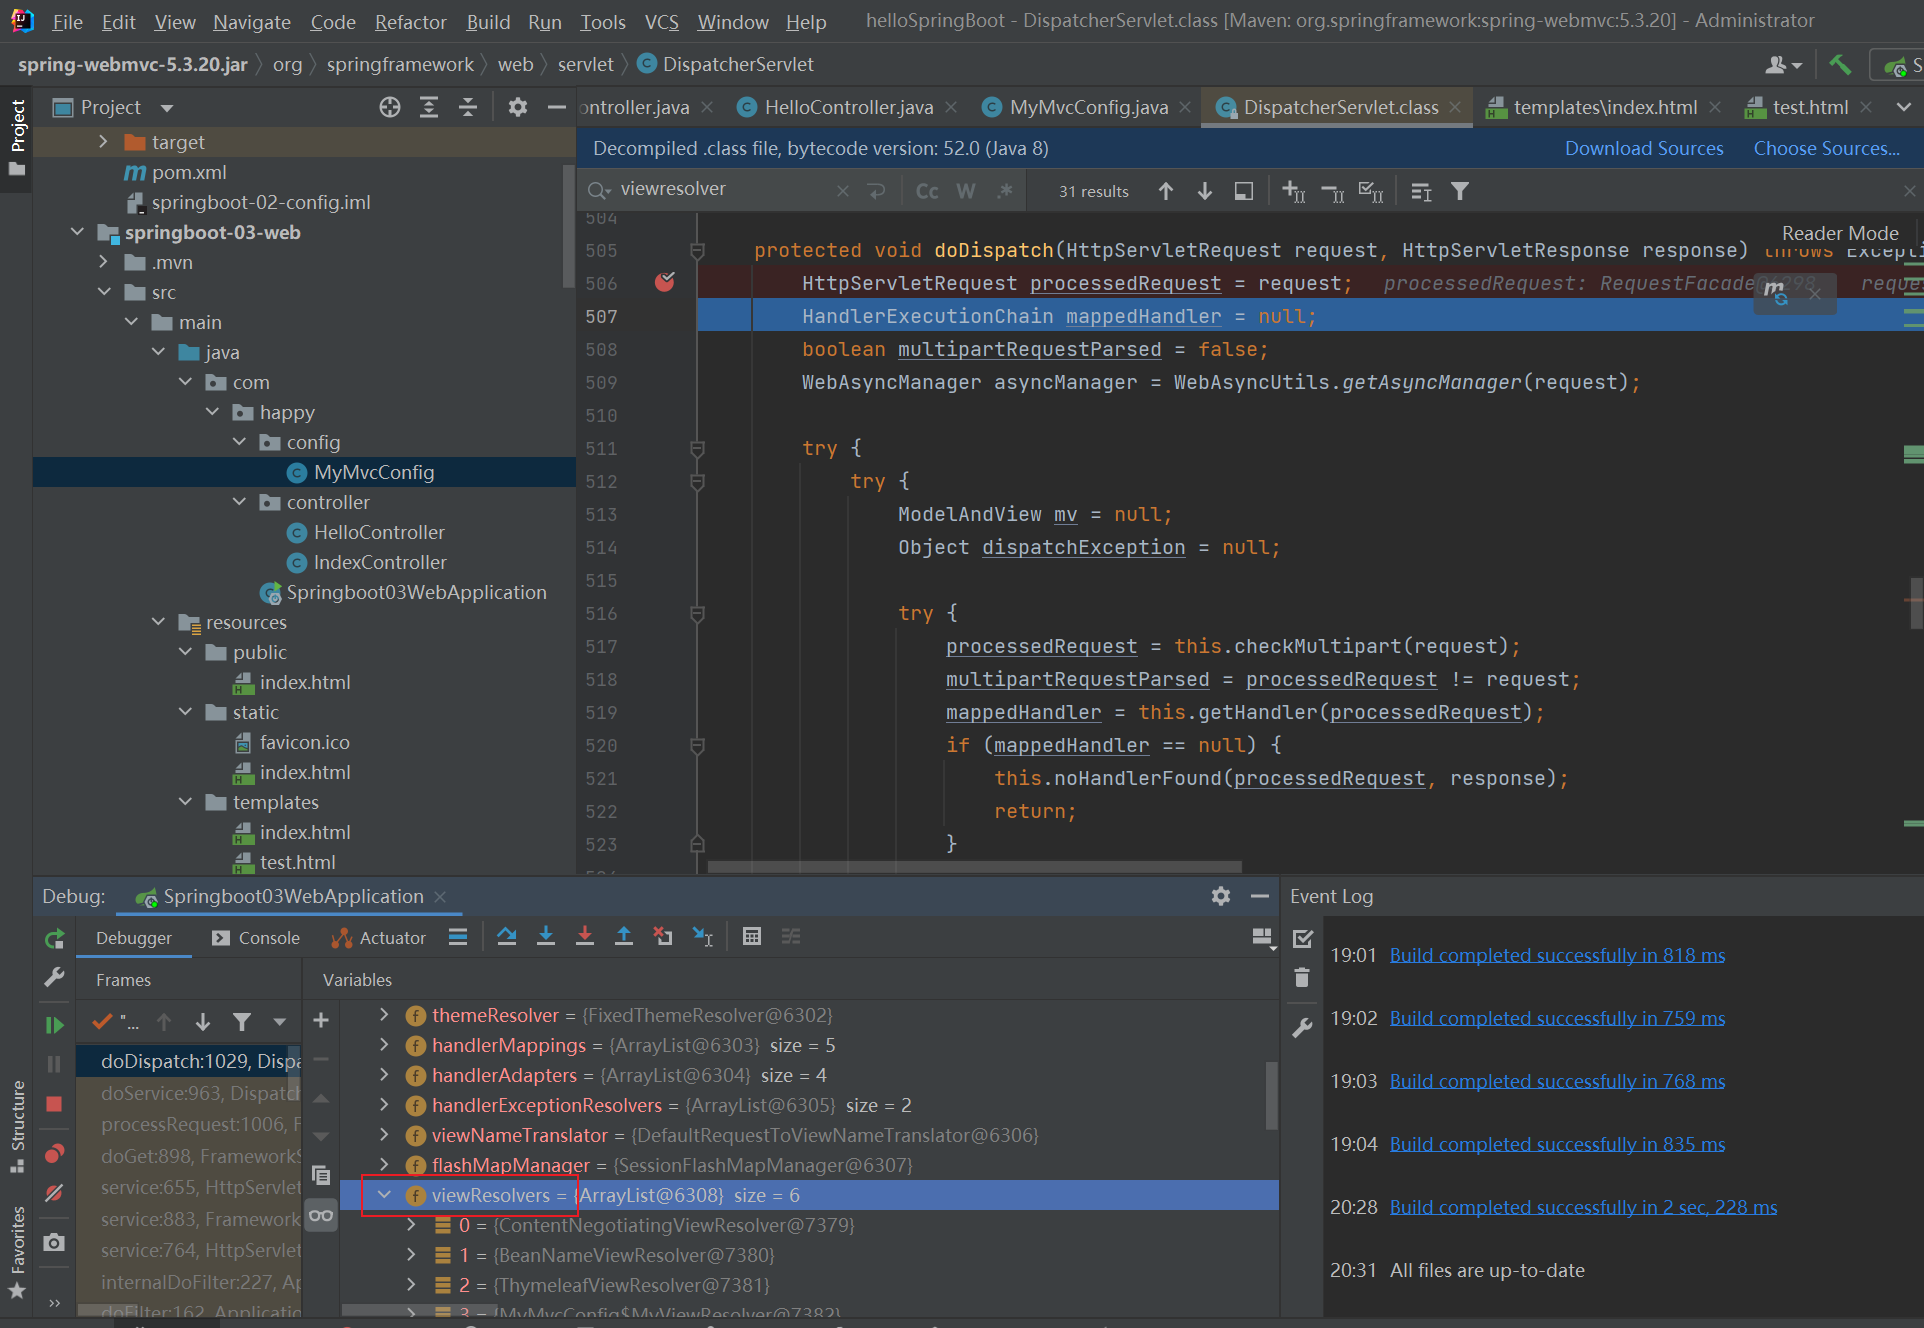 File Edit View Navigate Code Refactor Build Run Tools VCS Window Help helloSpringBoot - DispatcherServlet.class [Maven: org.springframework:spring-webmvc:5.3.20] - Administrator
spring-webmvc-5.3.20.jar org springframework web servlet DispatcherServlet
Project
Project
target
pom.xml
springboot-02-config.iml
springboot-03-web
.mvn
src
main
java
com
happy
config
MyMvcConfig
controller
HelloController
IndexController
Springboot03WebApplication
resources
public
index.html
static
favicon.ico
index.html
templates
index.html
test.html
ontroller.java HelloController.java MyMvcConfig.java DispatcherServlet.class templates\index.html test.html
Decompiled .class file, bytecode version: 52.0 (Java 8) Download Sources Choose Sources...
viewresolver Cc W .* 31 results
Reader Mode
504
505 protected void doDispatch(HttpServletRequest request, HttpServletResponse response) throws Excepti
506 HttpServletRequest processedRequest = request; processedRequest: RequestFacade@6298 reque
507 HandlerExecutionChain mappedHandler = null;
508 boolean multipartRequestParsed = false;
509 WebAsyncManager asyncManager = WebAsyncUtils.getAsyncManager(request);
510
511 try {
512 try {
513 ModelAndView mv = null;
514 Object dispatchException = null;
515
516 try {
517 processedRequest = this.checkMultipart(request);
518 multipartRequestParsed = processedRequest != request;
519 mappedHandler = this.getHandler(processedRequest);
520 if (mappedHandler == null) {
521 this.noHandlerFound(processedRequest, response);
522 return;
523 }
Debug: Springboot03WebApplication
Debugger Console Actuator
Frames
"...
doDispatch:1029, Dispa
doService:963, Dispatch
processRequest:1006, F
doGet:898, FrameworkS
service:655, HttpServlet
service:883, Framework
service:764, HttpServlet
internalDoFilter:227, Ap
doFilter:162, Application
Variables
themeResolver = {FixedThemeResolver@6302}
handlerMappings = {ArrayList@6303} size = 5
handlerAdapters = {ArrayList@6304} size = 4
handlerExceptionResolvers = {ArrayList@6305} size = 2
viewNameTranslator = {DefaultRequestToViewNameTranslator@6306}
flashMapManager = {SessionFlashMapManager@6307}
viewResolvers = {ArrayList@6308} size = 6
0 = {ContentNegotiatingViewResolver@7379}
1 = {BeanNameViewResolver@7380}
2 = {ThymeleafViewResolver@7381}
3 = {MyMvcConfig$MyViewResolver@7382}
Event Log
19:01 Build completed successfully in 818 ms
19:02 Build completed successfully in 759 ms
19:03 Build completed successfully in 768 ms
19:04 Build completed successfully in 835 ms
20:28 Build completed successfully in 2 sec, 228 ms
20:31 All files are up-to-date
Structure
Favorites